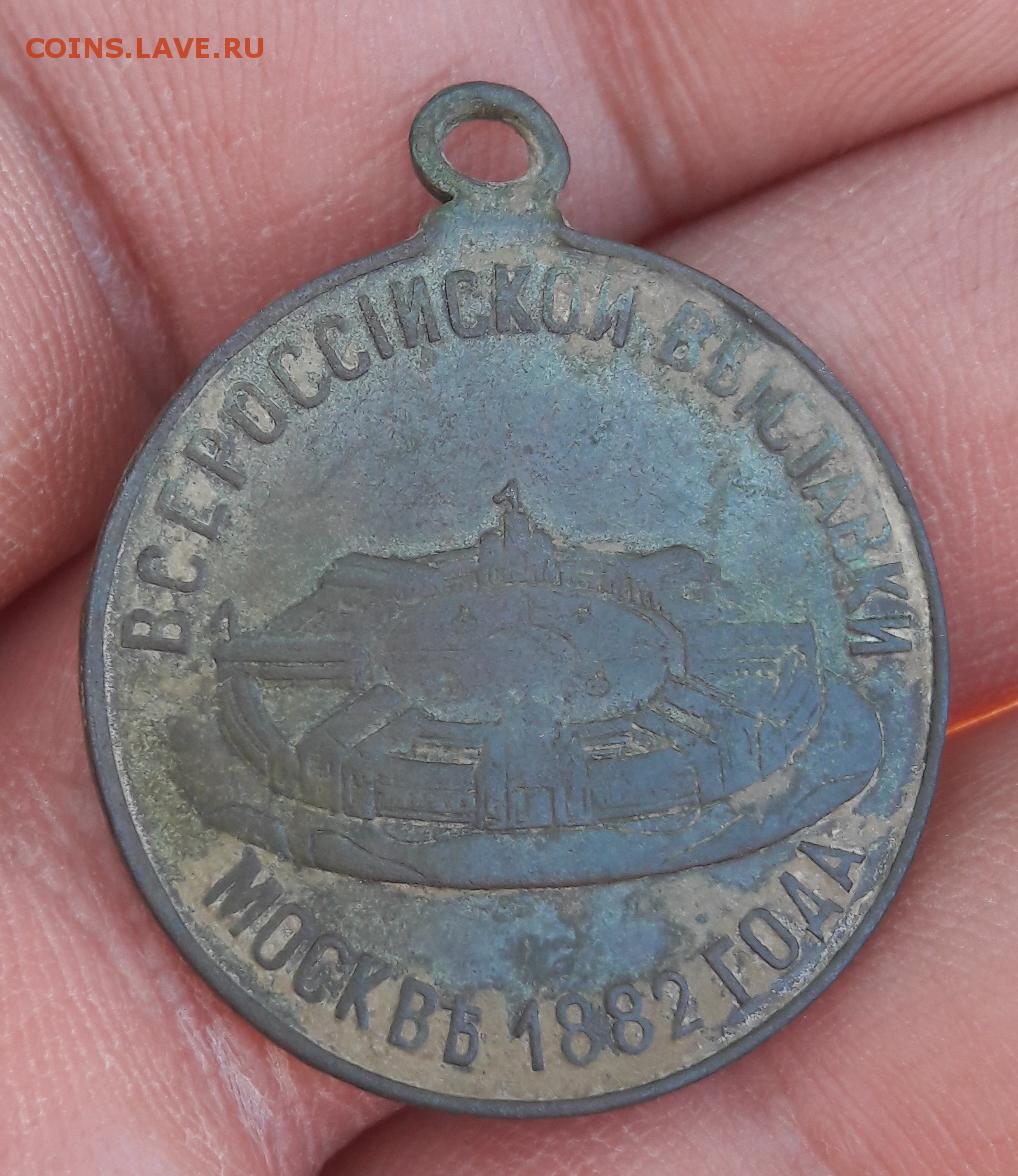 COINS.LAVE.RU
ВСЕРОССІЙСКОЙ ВЫСТАВКИ
МОСКВѢ 1882 ГОДА